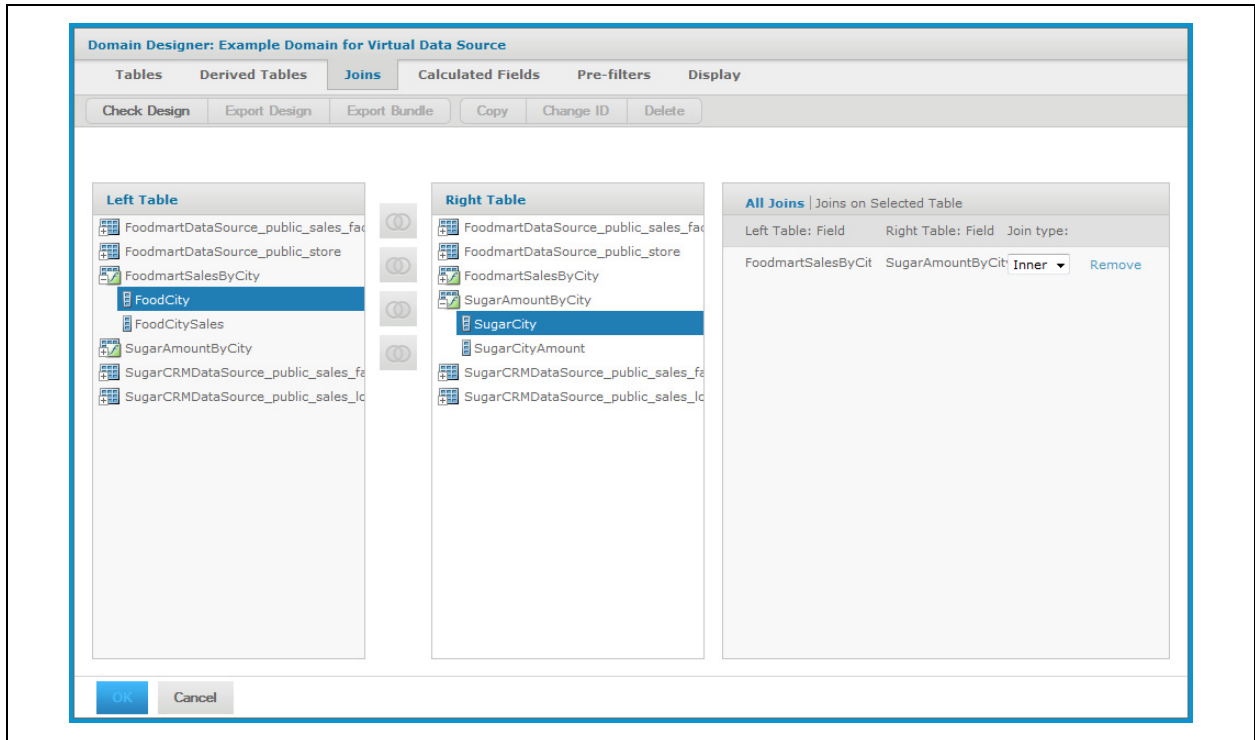 Domain Designer: Example Domain for Virtual Data Source
Tables Derived Tables Joins Calculated Fields Pre-filters Display
Check Design Export Design Export Bundle Copy Change ID Delete
Left Table
FoodmartDataSource_public_sales_fac
FoodmartDataSource_public_store
FoodmartSalesByCity
FoodCity
FoodCitySales
SugarAmountByCity
SugarCRMDataSource_public_sales_fa
SugarCRMDataSource_public_sales_lo
Right Table
FoodmartDataSource_public_sales_fac
FoodmartDataSource_public_store
FoodmartSalesByCity
SugarAmountByCity
SugarCity
SugarCityAmount
SugarCRMDataSource_public_sales_fa
SugarCRMDataSource_public_sales_lo
All Joins | Joins on Selected Table
Left Table: Field Right Table: Field Join type:
FoodmartSalesByCit SugarAmountByCit Inner Remove
OK Cancel